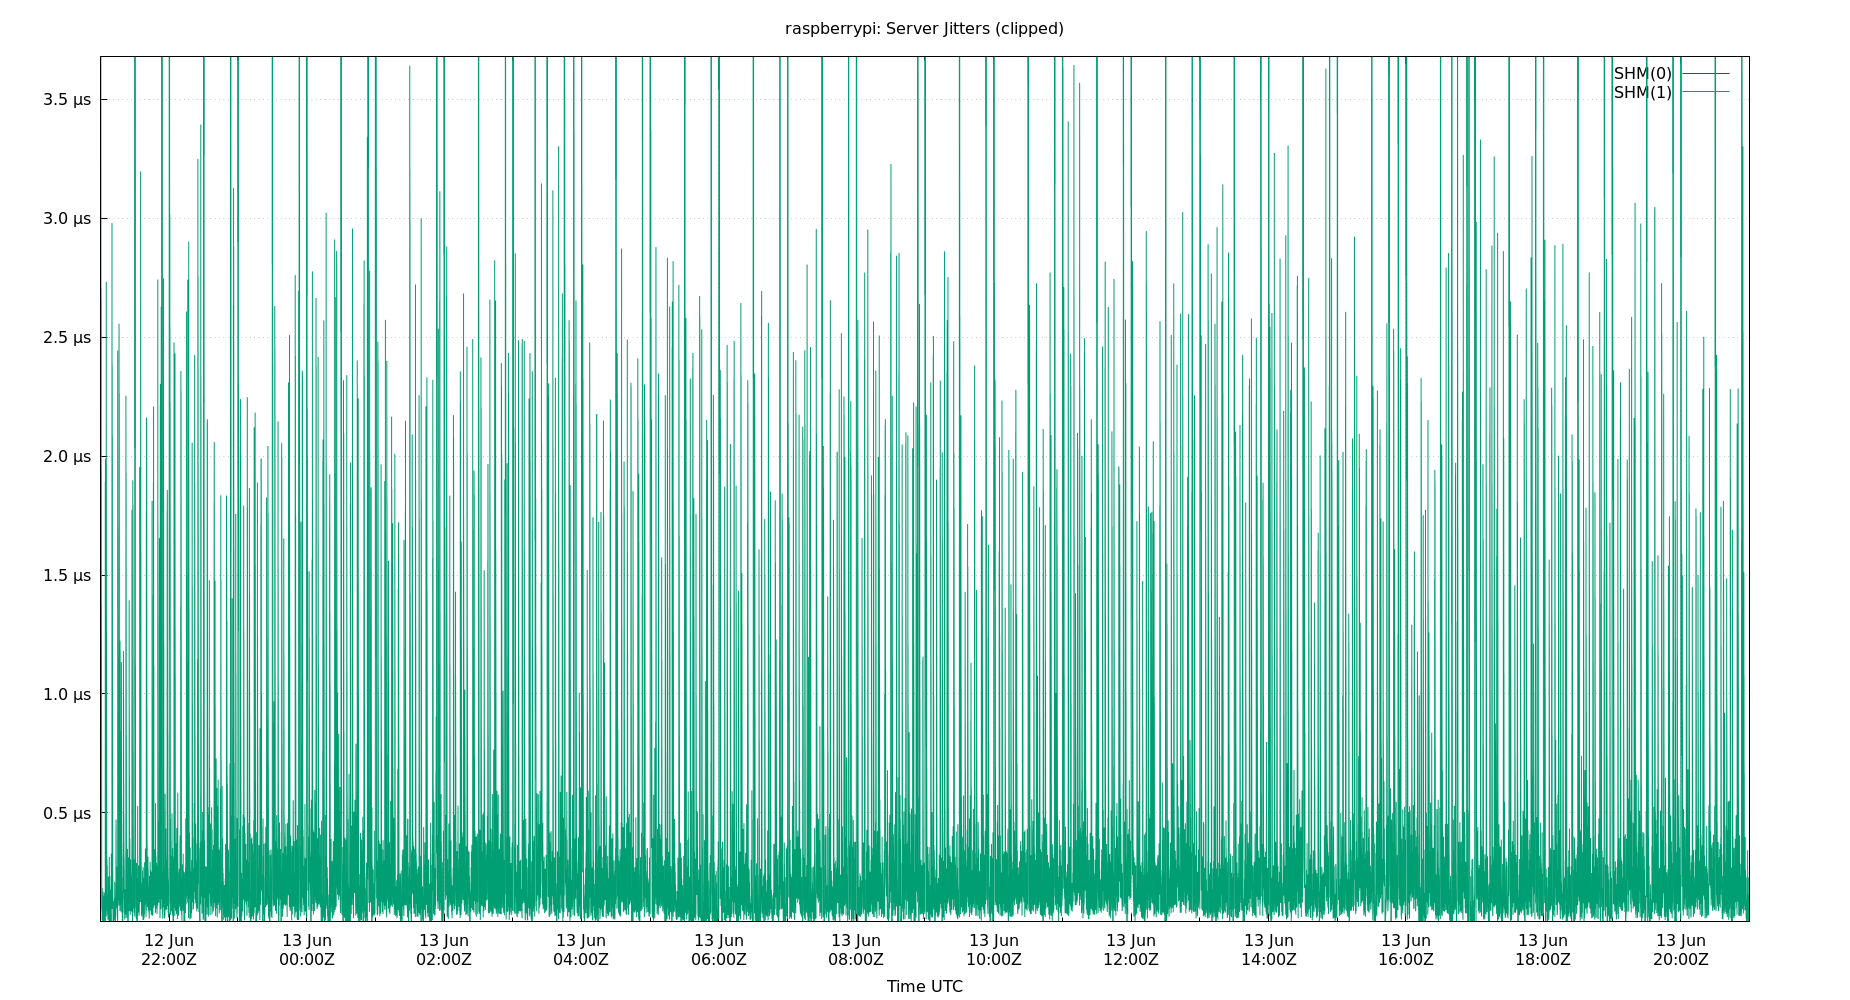 raspberrypi: Server Jitters (clipped)
SHM(0)
SHM(1)
3.5 µs
3.0 µs
2.5 µs
2.0 µs
1.5 µs
1.0 µs
0.5 µs
12 Jun 13 Jun 13 Jun 13 Jun 13 Jun 13 Jun 13 Jun 13 Jun 13 Jun 13 Jun 13 Jun 13 Jun
22:00Z 00:00Z 02:00Z 04:00Z 06:00Z 08:00Z 10:00Z 12:00Z 14:00Z 16:00Z 18:00Z 20:00Z
Time UTC